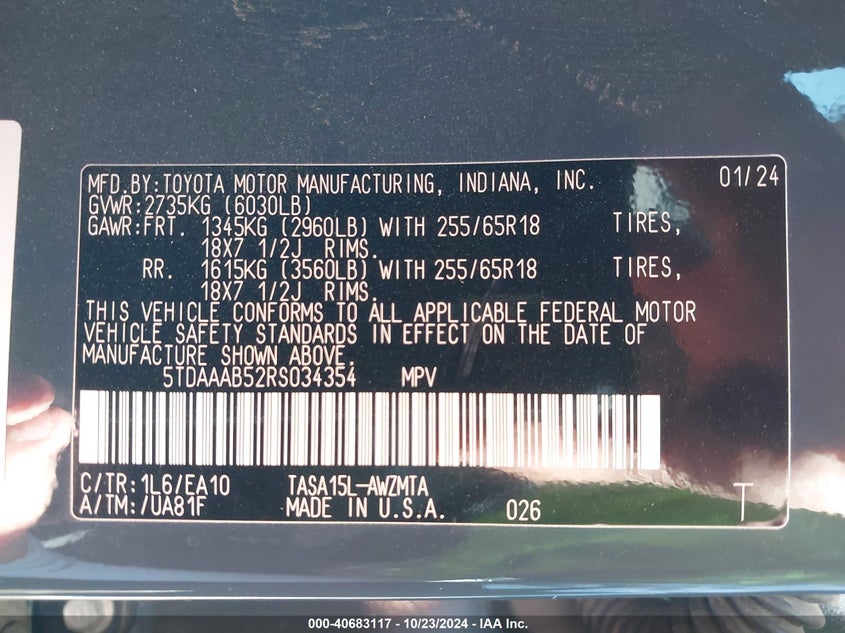 MFD.BY:TOYOTA MOTOR MANUFACTURING, INDIANA, INC. 01/24
GVWR:2735KG (6030LB)
GAWR:FRT. 1345KG (2960LB) WITH 255/65R18 TIRES,
18X7 1/2J RIMS.
RR. 1615KG (3560LB) WITH 255/65R18 TIRES,
18X7 1/2J RIMS.
THIS VEHICLE CONFORMS TO ALL APPLICABLE FEDERAL MOTOR
VEHICLE SAFETY STANDARDS IN EFFECT ON THE DATE OF
MANUFACTURE SHOWN ABOVE.
5TDAAAB52RS034354 MPV
C/TR:1L6/EA10 TASA15L-AWZMTA
A/TM:/UA81F MADE IN U.S.A. 026 T
000-40683117 - 10/23/2024 - IAA Inc.